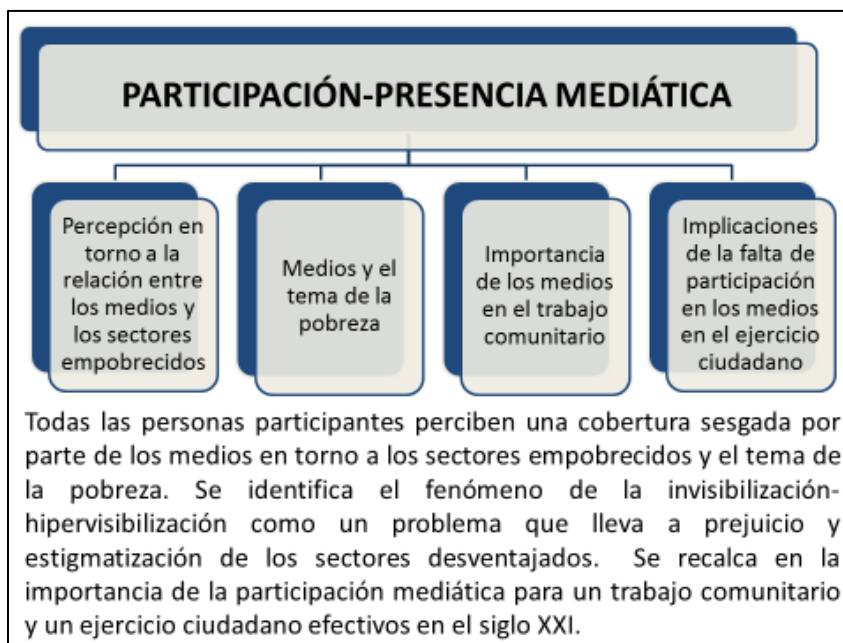 PARTICIPACIÓN-PRESENCIA MEDIÁTICA
Percepción en
torno a la
relación entre
los medios y
los sectores
empobrecidos
Medios y el
tema de la
pobreza
Importancia
de los medios
en el trabajo
comunitario
Implicaciones
de la falta de
participación
en los medios
en el ejercicio
ciudadano
Todas las personas participantes perciben una cobertura sesgada por
parte de los medios en torno a los sectores empobrecidos y el tema de
la pobreza. Se identifica el fenómeno de la invisibilización-
hipervisibilización como un problema que lleva a prejuicio y
estigmatización de los sectores desventajados. Se recalca en la
importancia de la participación mediática para un trabajo comunitario
y un ejercicio ciudadano efectivos en el siglo XXI.